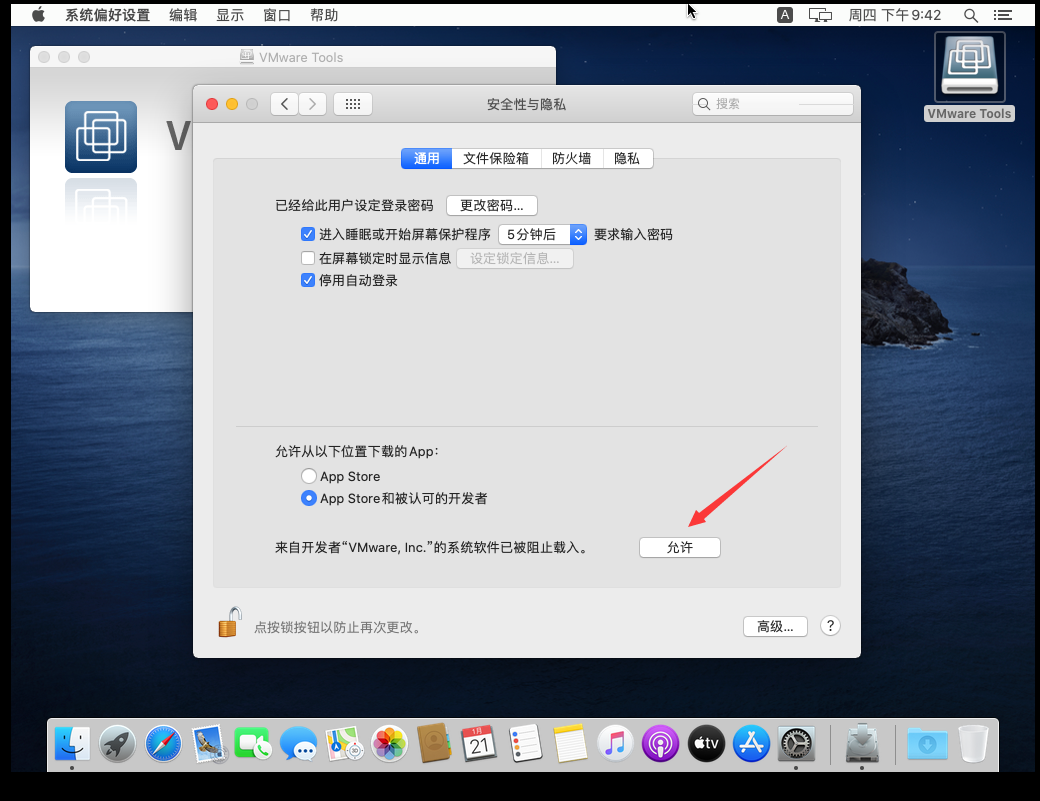 系统偏好设置 编辑 显示 窗口 帮助 A 周四 下午9:42
VMware Tools
VMware Tools
V
安全性与隐私
搜索
通用 文件保险箱 防火墙 隐私
已经给此用户设定登录密码 更改密码...
进入睡眠或开始屏幕保护程序 5分钟后 要求输入密码
在屏幕锁定时显示信息 设定锁定信息...
停用自动登录
允许从以下位置下载的App：
App Store
App Store和被认可的开发者
来自开发者“VMware, Inc.”的系统软件已被阻止载入。 允许
点按锁按钮以防止再次更改。 高级... ?
1月
21
tv